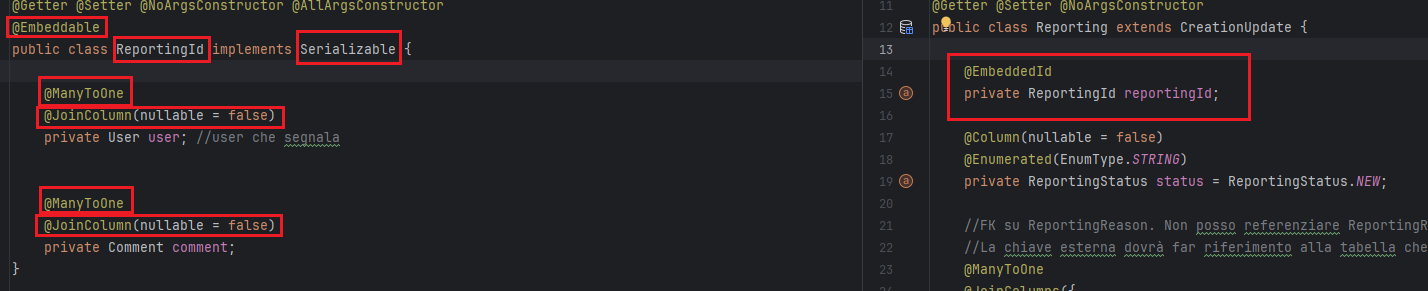 @Getter @Setter @NoArgsConstructor @AllArgsConstructor
@Embeddable
public class ReportingId implements Serializable {
@ManyToOne
@JoinColumn(nullable = false)
private User user; //user che segnala
@ManyToOne
@JoinColumn(nullable = false)
private Comment comment;
}
11 @Getter @Setter @NoArgsConstructor
12 public class Reporting extends CreationUpdate {
13
14 @EmbeddedId
15 private ReportingId reportingId;
16
17 @Column(nullable = false)
18 @Enumerated(EnumType.STRING)
19 private ReportingStatus status = ReportingStatus.NEW;
20
21 //FK su ReportingReason. Non posso referenziare ReportingR
22 //La chiave esterna dovrà far riferimento alla tabella che
23 @ManyToOne
@JoinColumns({